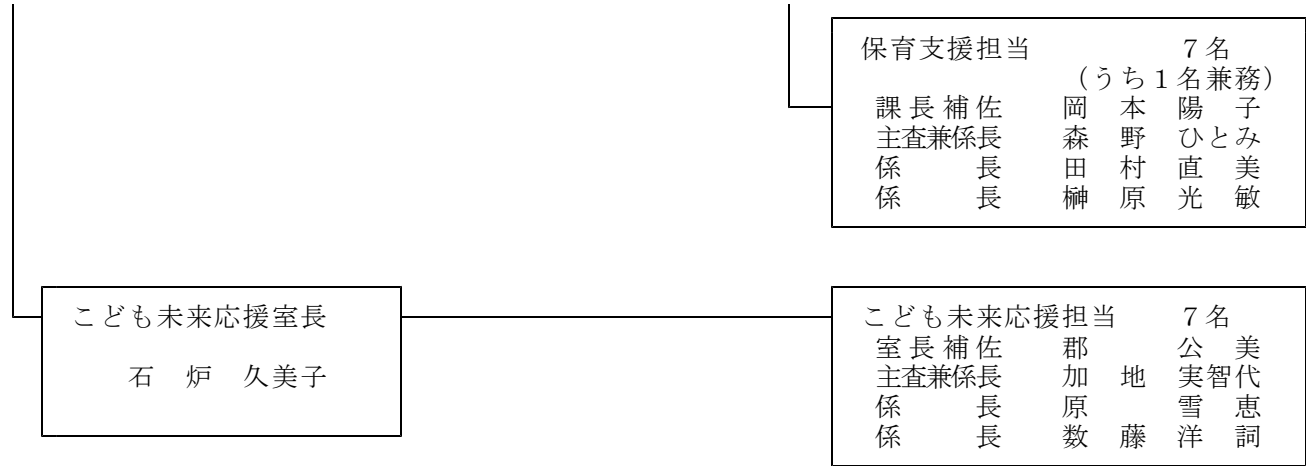 保育支援担当　　　　　７名
（うち１名兼務）
課長補佐　岡本陽子
主査兼係長　森野ひとみ
係長　田村直美
係長　榊原光敏
こども未来応援室長
石炉　久美子
こども未来応援担当　　７名
室長補佐　郡　公美
主査兼係長　加地　実智代
係長　原　雪恵
係長　数藤洋詞